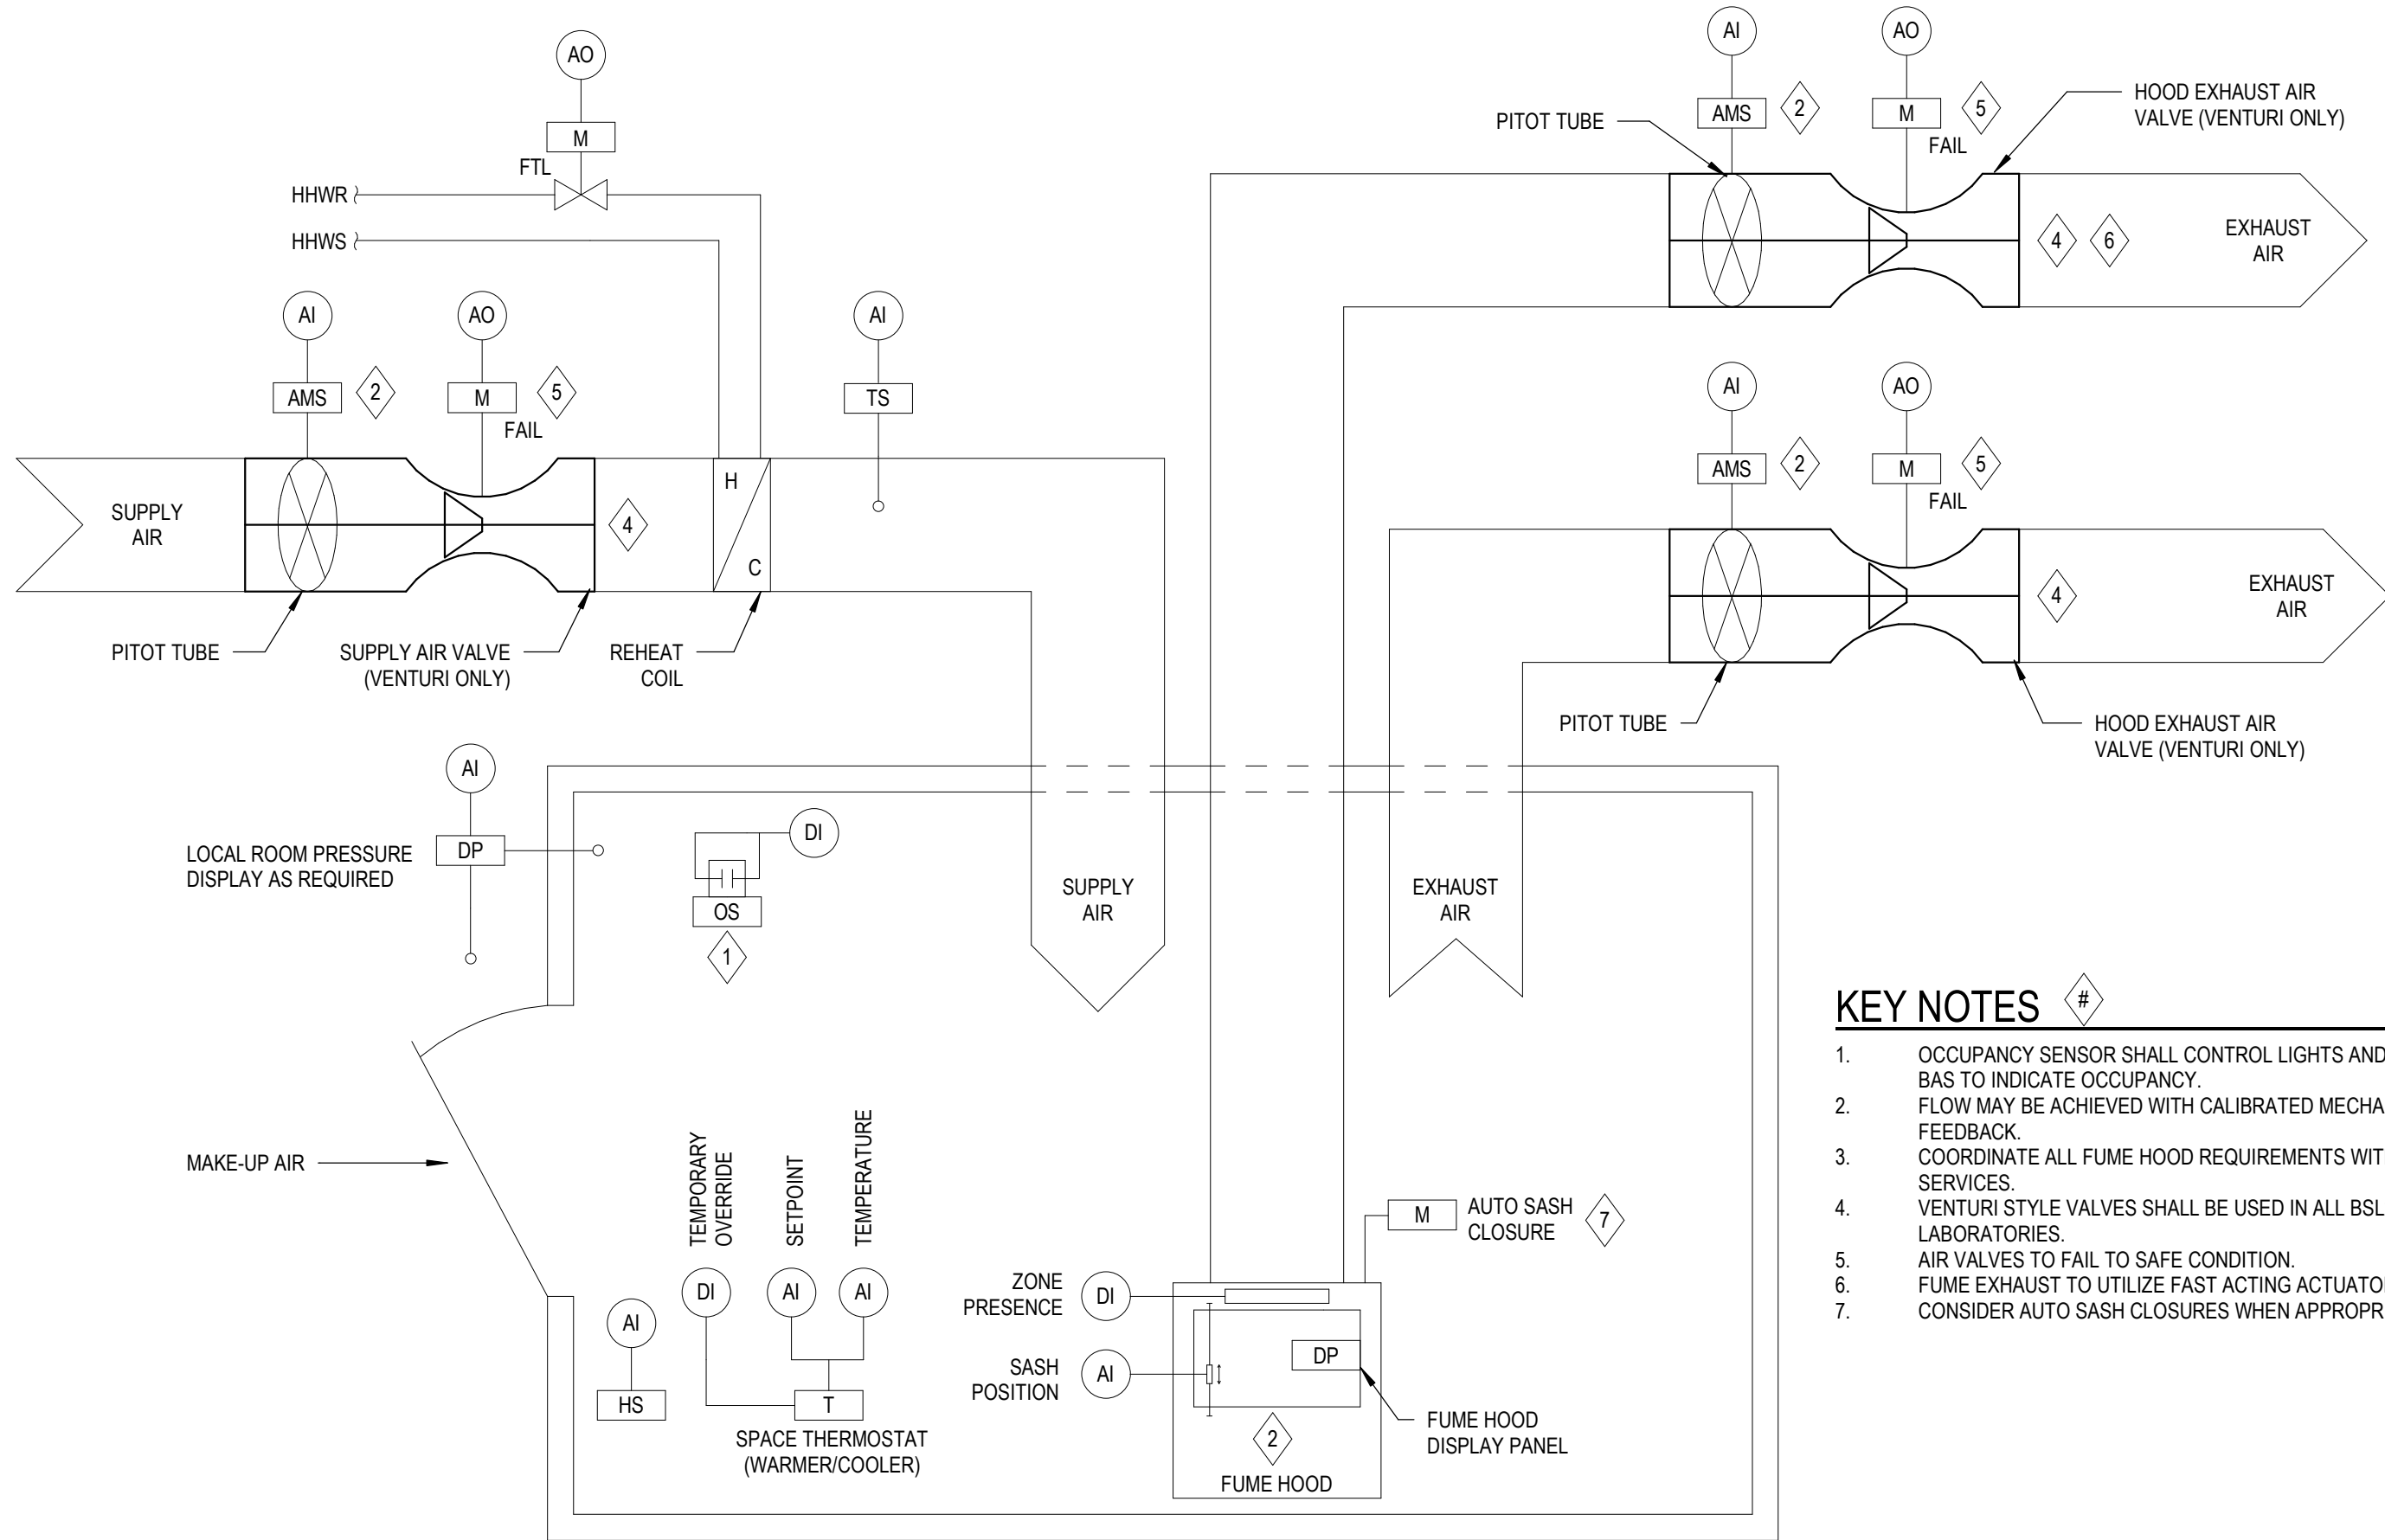 AO
M
FTL
HHWR
HHWS
AI
AMS
2
AO
M
5
FAIL
AI
TS
SUPPLY
AIR
4
H
C
PITOT TUBE
SUPPLY AIR VALVE
(VENTURI ONLY)
REHEAT
COIL
AI
AO
PITOT TUBE
AMS
2
M
5
FAIL
HOOD EXHAUST AIR
VALVE (VENTURI ONLY)
4
6
EXHAUST
AIR
AI
AO
AMS
2
M
5
FAIL
4
EXHAUST
AIR
PITOT TUBE
HOOD EXHAUST AIR
VALVE (VENTURI ONLY)
AI
DP
LOCAL ROOM PRESSURE
DISPLAY AS REQUIRED
DI
OS
1
SUPPLY
AIR
EXHAUST
AIR
MAKE-UP AIR
TEMPORARY
OVERRIDE
SETPOINT
TEMPERATURE
DI
AI
AI
AI
HS
T
SPACE THERMOSTAT
(WARMER/COOLER)
M
AUTO SASH
CLOSURE
7
ZONE
PRESENCE
DI
SASH
POSITION
AI
DP
2
FUME HOOD
FUME HOOD
DISPLAY PANEL
KEY NOTES #
1. OCCUPANCY SENSOR SHALL CONTROL LIGHTS AND
BAS TO INDICATE OCCUPANCY.
2. FLOW MAY BE ACHIEVED WITH CALIBRATED MECHA
FEEDBACK.
3. COORDINATE ALL FUME HOOD REQUIREMENTS WIT
SERVICES.
4. VENTURI STYLE VALVES SHALL BE USED IN ALL BSL
LABORATORIES.
5. AIR VALVES TO FAIL TO SAFE CONDITION.
6. FUME EXHAUST TO UTILIZE FAST ACTING ACTUATO
7. CONSIDER AUTO SASH CLOSURES WHEN APPROPR